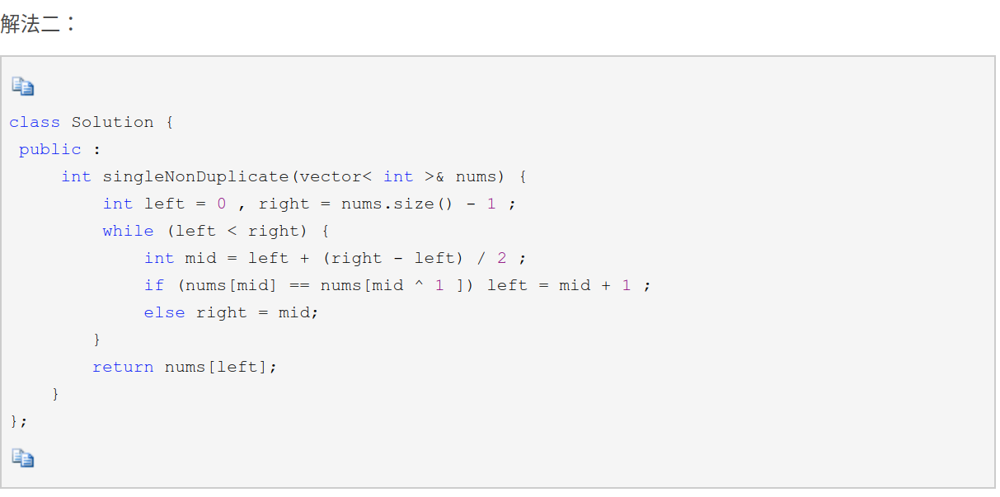 解法二：
class Solution {
 public :
     int singleNonDuplicate(vector< int >& nums) {
         int left = 0 , right = nums.size() - 1 ;
         while (left < right) {
             int mid = left + (right - left) / 2 ;
             if (nums[mid] == nums[mid ^ 1 ]) left = mid + 1 ;
             else right = mid;
        }
        return nums[left];
    }
};